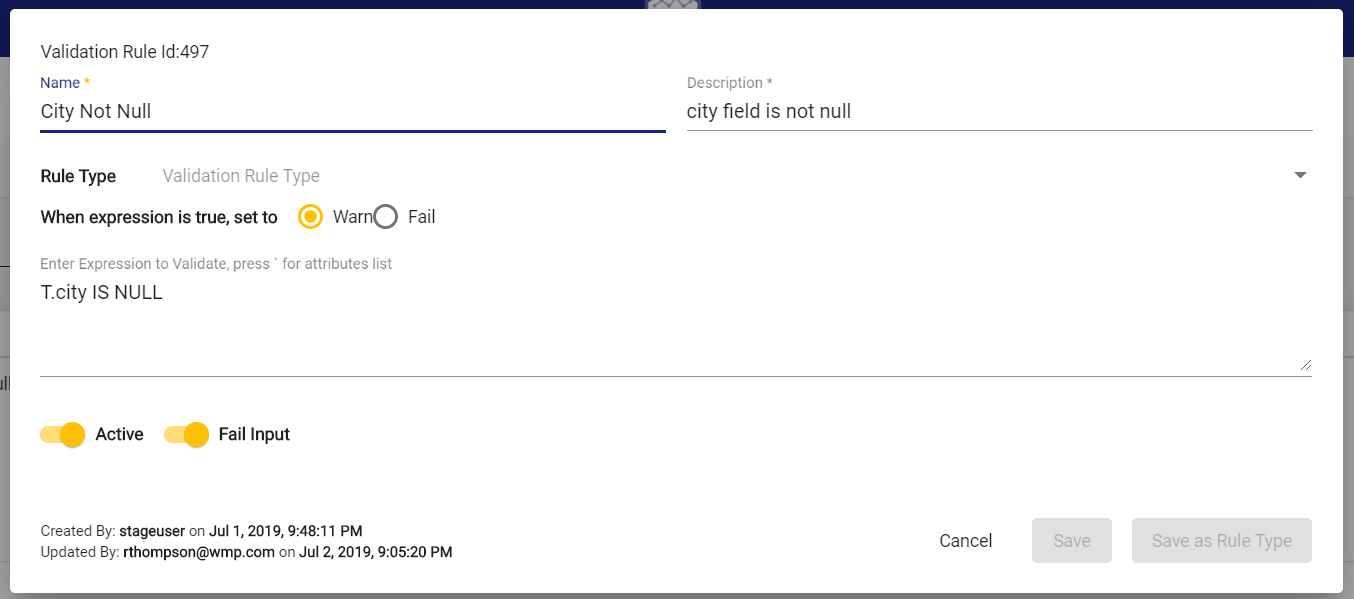 Validation Rule Id:497
Name *
Description *
City Not Null
city field is not null
Rule Type
Validation Rule Type
When expression is true, set to
Warn
Fail
Enter Expression to Validate, press ` for attributes list
T.city IS NULL
Active
Fail Input
Created By: stageuser on Jul 1, 2019, 9:48:11 PM
Updated By: rthompson@wmp.com on Jul 2, 2019, 9:05:20 PM
Cancel
Save
Save as Rule Type